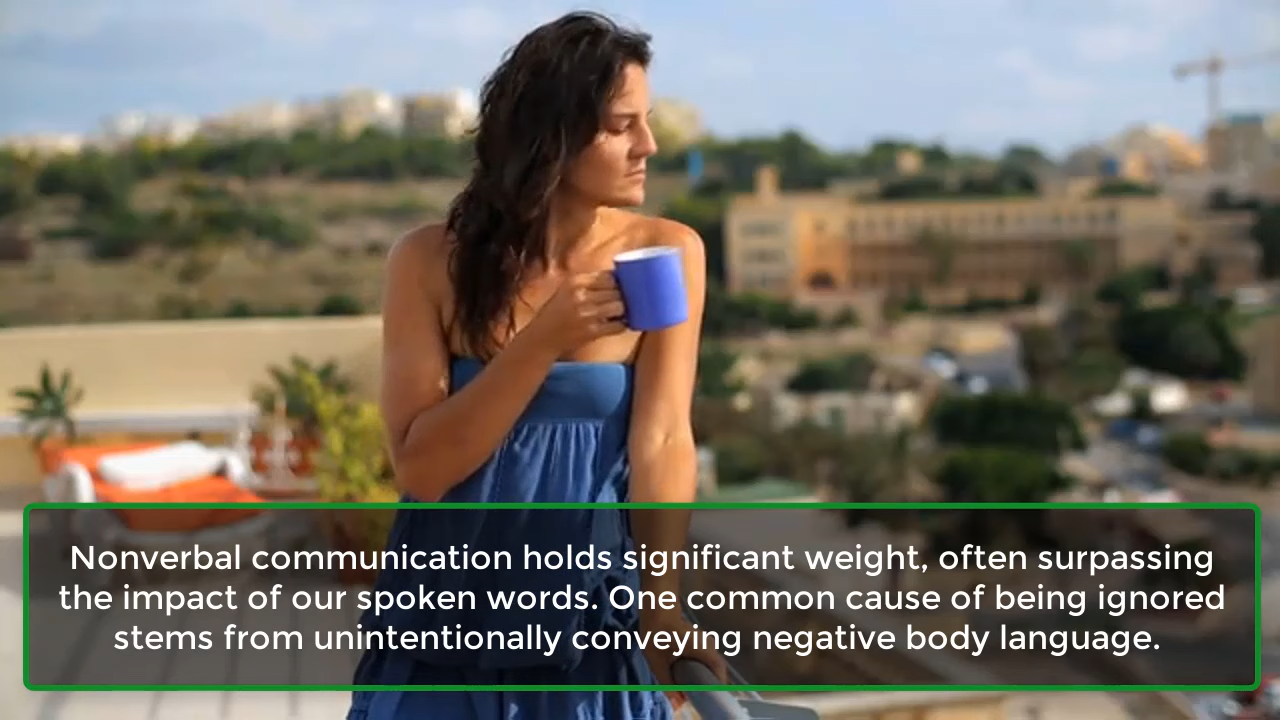 Nonverbal communication holds significant weight, often surpassing
the impact of our spoken words. One common cause of being ignored
stems from unintentionally conveying negative body language.